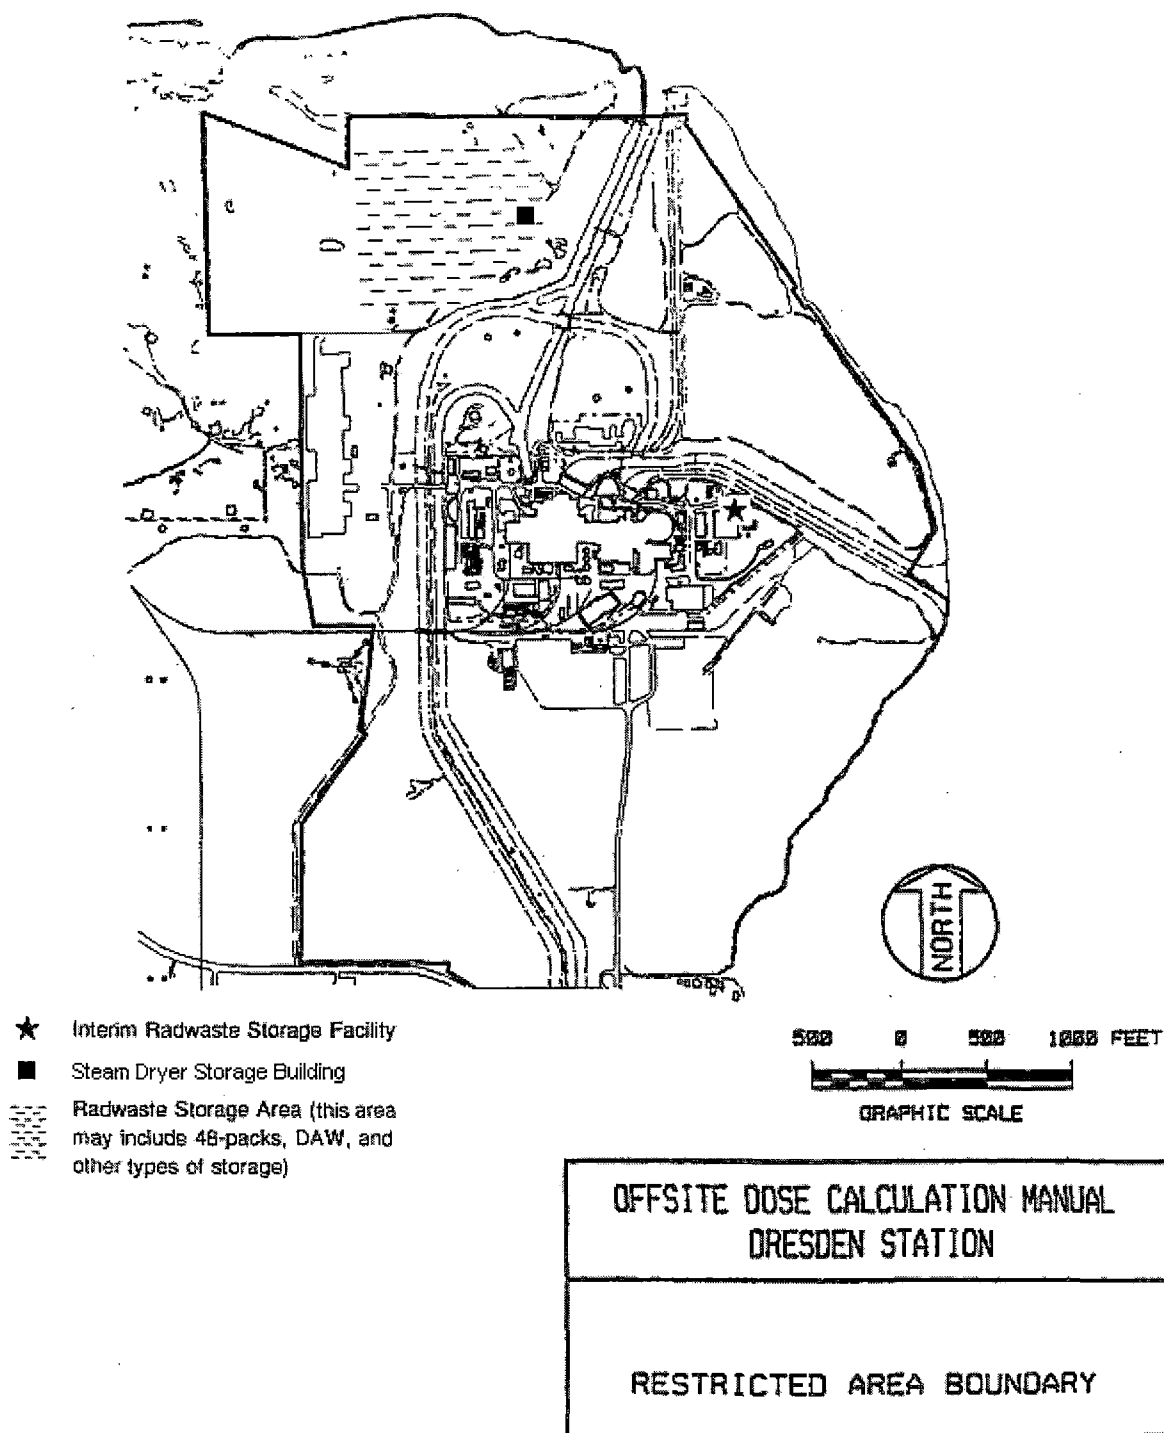 NORTH
★ Interim Radwaste Storage Facility
■ Steam Dryer Storage Building
Radwaste Storage Area (this area
may include 48-packs, DAW, and
other types of storage)
500 0 500 1000 FEET
GRAPHIC SCALE
OFFSITE DOSE CALCULATION MANUAL
DRESDEN STATION
RESTRICTED AREA BOUNDARY